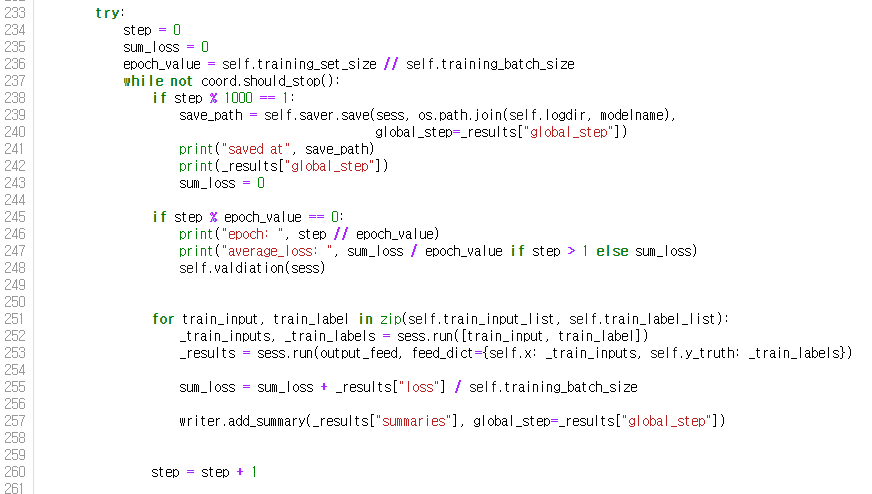 233 try:
234 step = 0
235 sum_loss = 0
236 epoch_value = self.training_set_size // self.training_batch_size
237 while not coord.should_stop():
238 if step % 1000 == 1:
239 save_path = self.saver.save(sess, os.path.join(self.logdir, modelname),
240 global_step=_results["global_step"])
241 print("saved at", save_path)
242 print(_results["global_step"])
243 sum_loss = 0
244
245 if step % epoch_value == 0:
246 print("epoch: ", step // epoch_value)
247 print("average_loss: ", sum_loss / epoch_value if step > 1 else sum_loss)
248 self.valdiation(sess)
249
250
251 for train_input, train_label in zip(self.train_input_list, self.train_label_list):
252 _train_inputs, _train_labels = sess.run([train_input, train_label])
253 _results = sess.run(output_feed, feed_dict={self.x: _train_inputs, self.y_truth: _train_labels})
254
255 sum_loss = sum_loss + _results["loss"] / self.training_batch_size
256
257 writer.add_summary(_results["summaries"], global_step=_results["global_step"])
258
259
260 step = step + 1
261